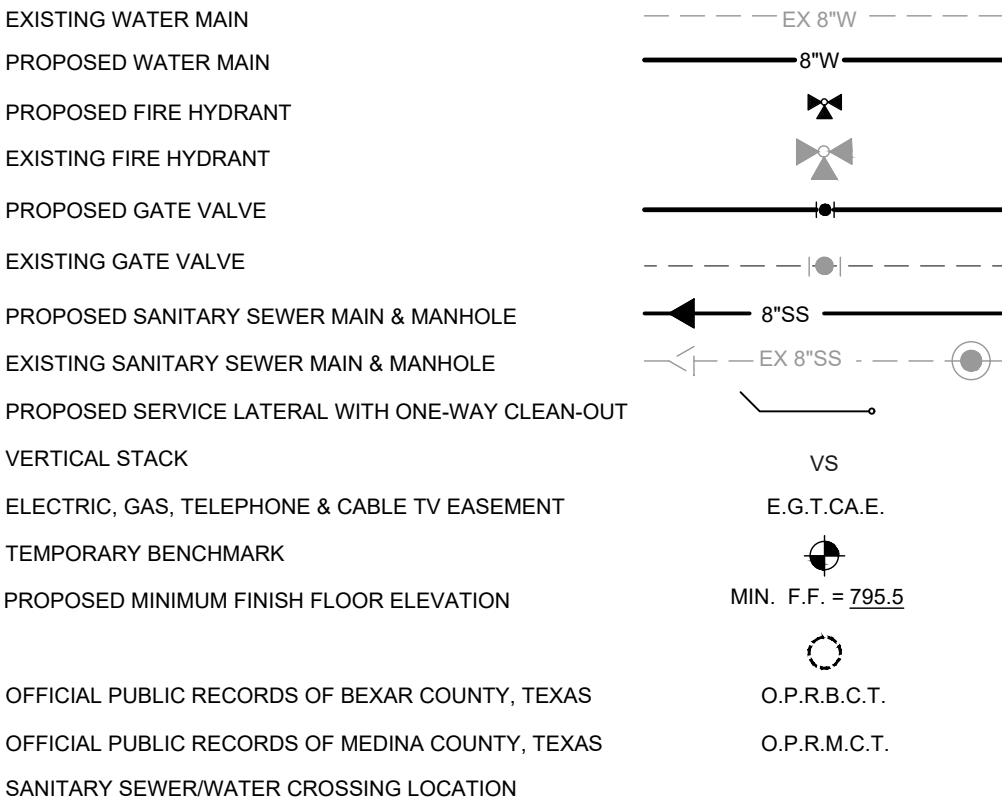 EXISTING WATER MAIN EX 8"W
PROPOSED WATER MAIN 8"W
PROPOSED FIRE HYDRANT
EXISTING FIRE HYDRANT
PROPOSED GATE VALVE
EXISTING GATE VALVE
PROPOSED SANITARY SEWER MAIN & MANHOLE 8"SS
EXISTING SANITARY SEWER MAIN & MANHOLE EX 8"SS
PROPOSED SERVICE LATERAL WITH ONE-WAY CLEAN-OUT
VERTICAL STACK VS
ELECTRIC, GAS, TELEPHONE & CABLE TV EASEMENT E.G.T.CA.E.
TEMPORARY BENCHMARK
PROPOSED MINIMUM FINISH FLOOR ELEVATION MIN. F.F. = 795.5
OFFICIAL PUBLIC RECORDS OF BEXAR COUNTY, TEXAS O.P.R.B.C.T.
OFFICIAL PUBLIC RECORDS OF MEDINA COUNTY, TEXAS O.P.R.M.C.T.
SANITARY SEWER/WATER CROSSING LOCATION